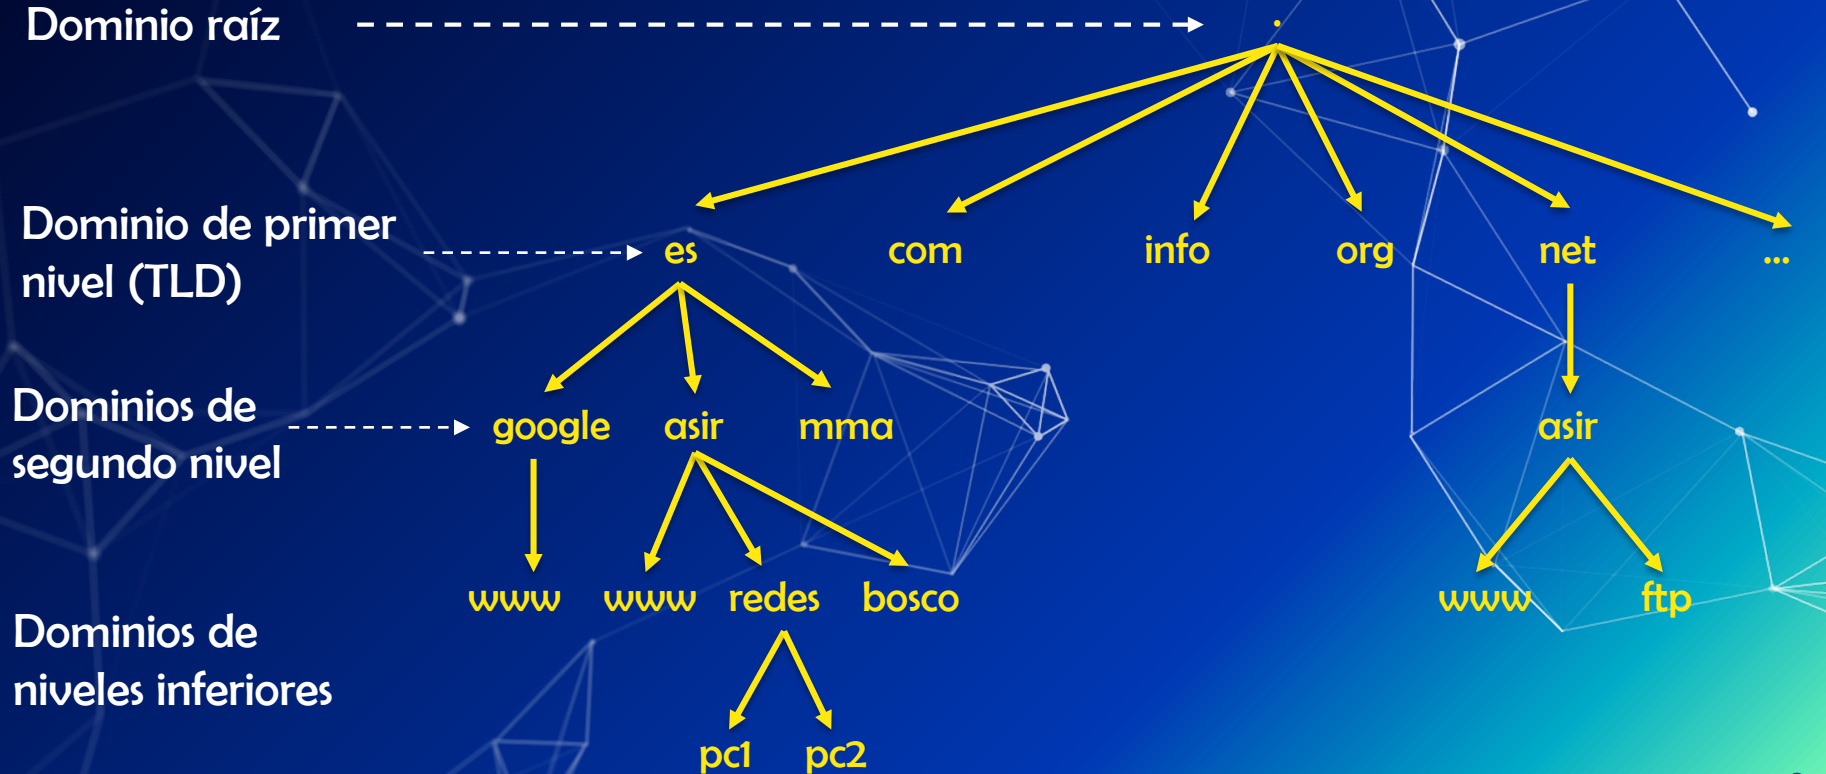 Dominio raíz
.
Dominio de primer
nivel (TLD)
es com info org net ...
Dominios de
segundo nivel
google asir mma asir
www www redes bosco www ftp
Dominios de
niveles inferiores
pc1 pc2